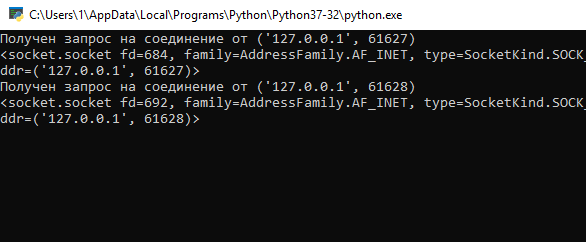 C:\Users\1\AppData\Local\Programs\Python\Python37-32\python.exe
Получен запрос на соединение от ('127.0.0.1', 61627)
<socket.socket fd=684, family=AddressFamily.AF_INET, type=SocketKind.SOCK_
ddr=('127.0.0.1', 61627)>
Получен запрос на соединение от ('127.0.0.1', 61628)
<socket.socket fd=692, family=AddressFamily.AF_INET, type=SocketKind.SOCK_
ddr=('127.0.0.1', 61628)>